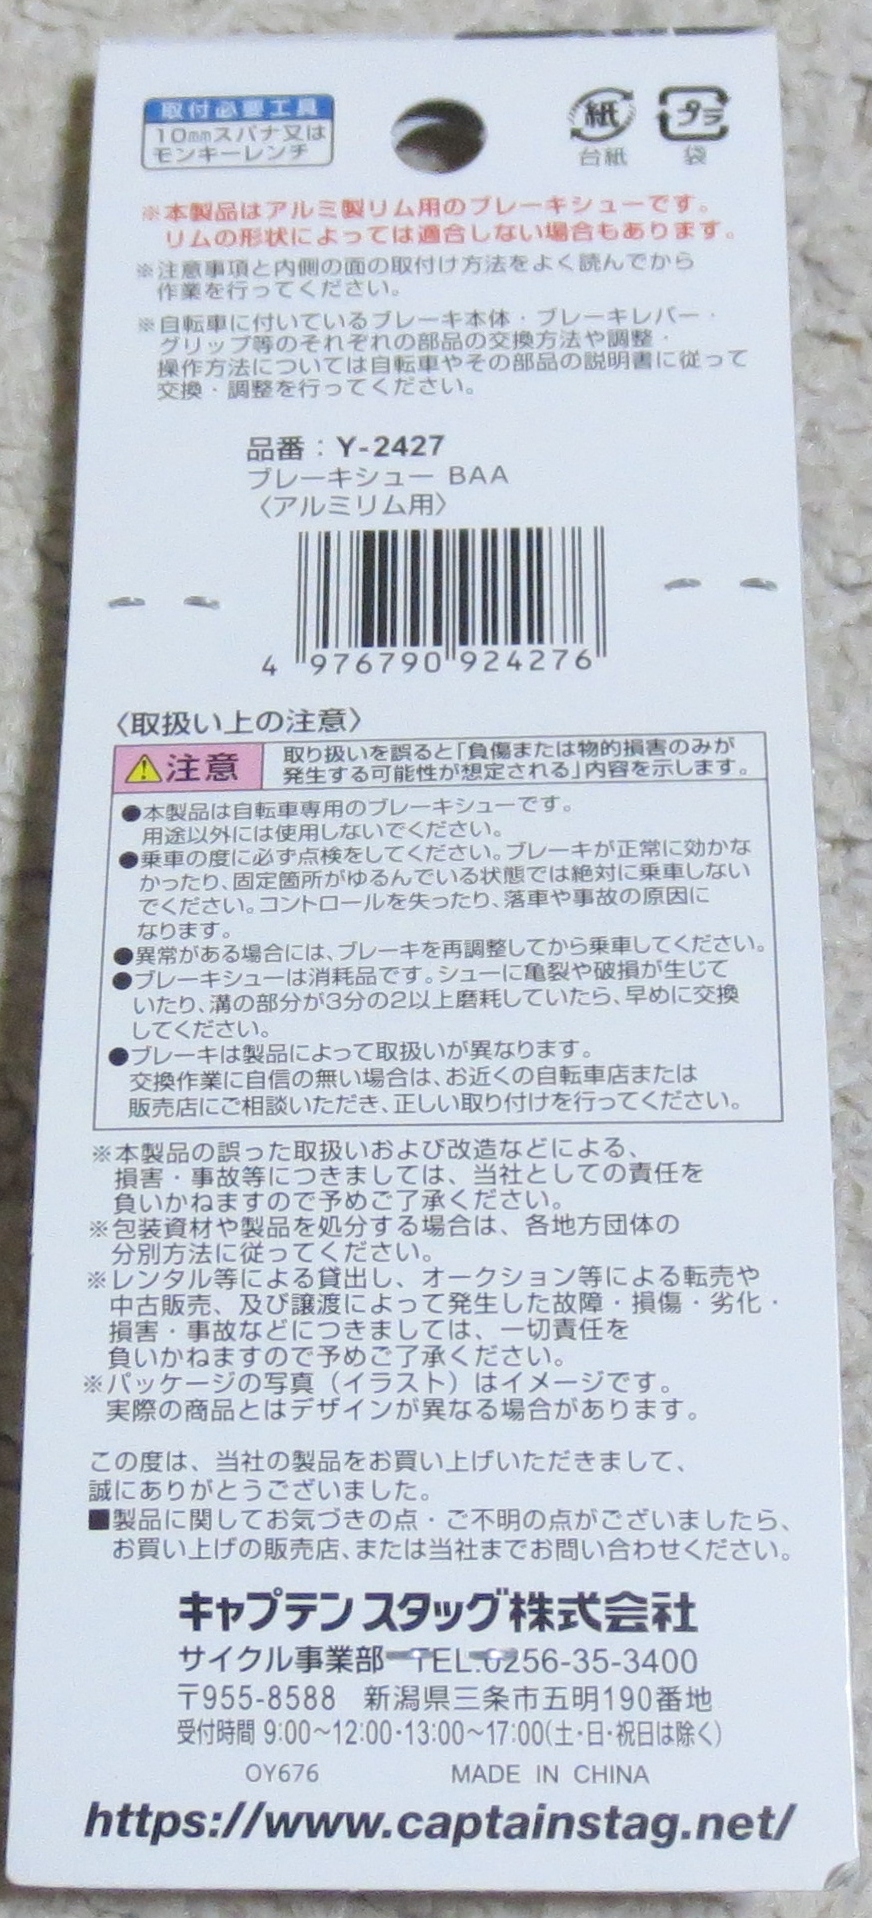 取付必要工具
10mmスパナ又は
モンキーレンチ
紙
台紙
プラ
袋
※本製品はアルミ製リム用のブレーキシューです。
リムの形状によっては適合しない場合もあります。
※注意事項と内側の面の取付け方法をよく読んでから
作業を行ってください。
※自転車に付いているブレーキ本体・ブレーキレバー・
グリップ等のそれぞれの部品の交換方法や調整・
操作方法については自転車やその部品の説明書に従って
交換・調整を行ってください。
品番：Y-2427
ブレーキシュー BAA
〈アルミリム用〉
4 976790 924276
〈取扱い上の注意〉
注意
取り扱いを誤ると「負傷または物的損害のみが
発生する可能性が想定される」内容を示します。
●本製品は自転車専用のブレーキシューです。
用途以外には使用しないでください。
●乗車の度に必ず点検をしてください。ブレーキが正常に効かな
かったり、固定箇所がゆるんでいる状態では絶対に乗車しない
でください。コントロールを失ったり、落車や事故の原因に
なります。
●異常がある場合には、ブレーキを再調整してから乗車してください。
●ブレーキシューは消耗品です。シューに亀裂や破損が生じて
いたり、溝の部分が3分の2以上磨耗していたら、早めに交換
してください。
●ブレーキは製品によって取扱いが異なります。
交換作業に自信の無い場合は、お近くの自転車店または
販売店にご相談いただき、正しい取り付けを行ってください。
※本製品の誤った取扱いおよび改造などによる、
損害・事故等につきましては、当社としての責任を
負いかねますので予めご了承ください。
※包装資材や製品を処分する場合は、各地方団体の
分別方法に従ってください。
※レンタル等による貸出し、オークション等による転売や
中古販売、及び譲渡によって発生した故障・損傷・劣化・
損害・事故などにつきましては、一切責任を
負いかねますので予めご了承ください。
※パッケージの写真（イラスト）はイメージです。
実際の商品とはデザインが異なる場合があります。
この度は、当社の製品をお買い上げいただきまして、
誠にありがとうございました。
■製品に関してお気づきの点・ご不明の点がございましたら、
お買い上げの販売店、または当社までお問い合わせください。
キャプテンスタッグ株式会社
サイクル事業部 TEL.0256-35-3400
〒955-8588 新潟県三条市五明190番地
受付時間 9:00～12:00・13:00～17:00(土・日・祝日は除く)
OY676 MADE IN CHINA
https://www.captainstag.net/